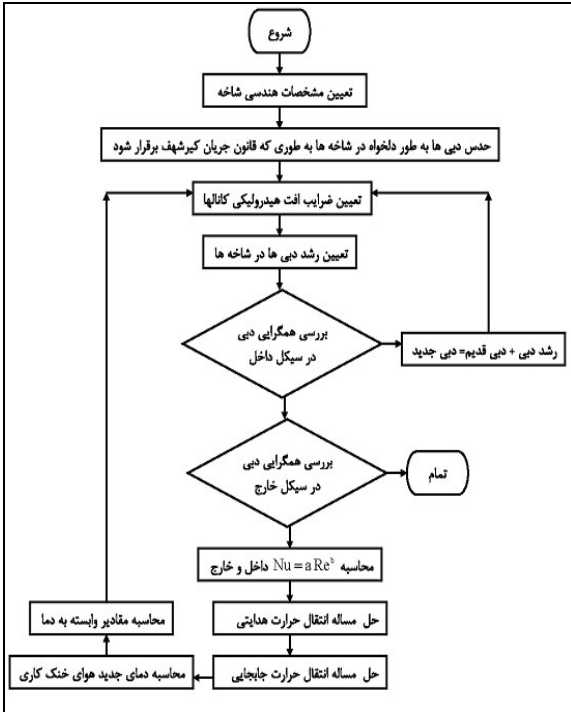 شروع
تعیین مشخصات هندسی شاخه
حدس دبی ها به طور دلخواه در شاخه ها به طوری که قانون جریان کیرشهف برقرار شود
تعیین ضرایب افت هیدرولیکی کانالها
تعیین رشد دبی ها در شاخه ها
بررسی همگرایی دبی
در سیکل داخل
رشد دبی + دبی قدیم= دبی جدید
بررسی همگرایی دبی
در سیکل خارج
تمام
محاسبه Nu = a Re^b داخل و خارج
محاسبه مقادیر وابسته به دما
حل مساله انتقال حرارت هدایتی
محاسبه دمای جدید هوای خنک کاری
حل مساله انتقال حرارت جابجایی